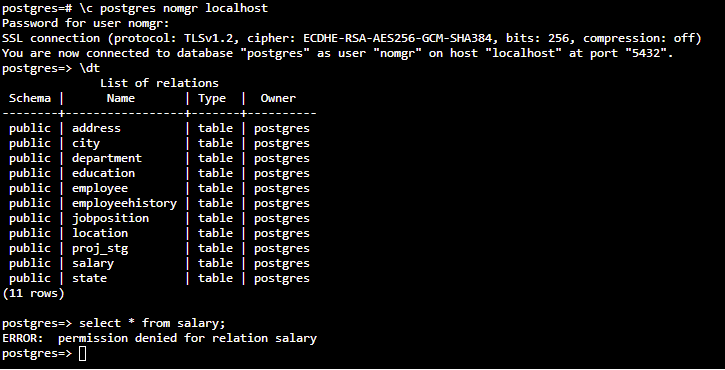 postgres=# \c postgres nomgr localhost
Password for user nomgr:
SSL connection (protocol: TLSv1.2, cipher: ECDHE-RSA-AES256-GCM-SHA384, bits: 256, compression: off)
You are now connected to database "postgres" as user "nomgr" on host "localhost" at port "5432".
postgres=> \dt
             List of relations
 Schema |      Name       | Type  |  Owner
--------+-----------------+-------+----------
 public | address         | table | postgres
 public | city            | table | postgres
 public | department      | table | postgres
 public | education       | table | postgres
 public | employee        | table | postgres
 public | employeehistory | table | postgres
 public | jobposition     | table | postgres
 public | location        | table | postgres
 public | proj_stg        | table | postgres
 public | salary          | table | postgres
 public | state           | table | postgres
(11 rows)
postgres=> select * from salary;
ERROR:  permission denied for relation salary
postgres=>